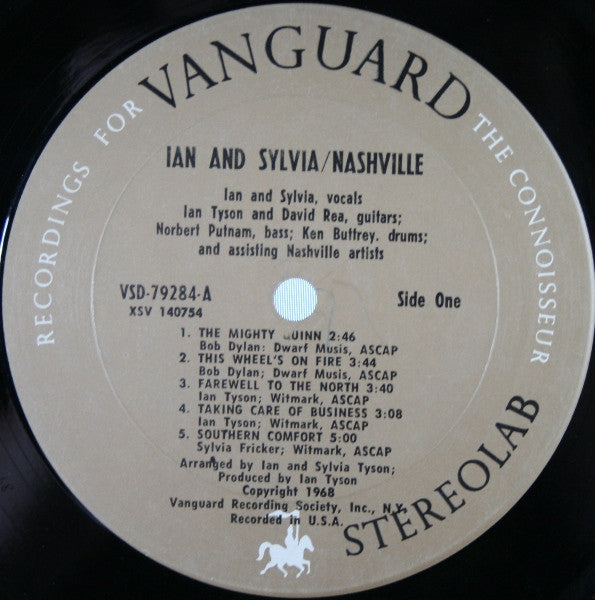 RECORDINGS FOR VANGUARD THE CONNOISSEUR
IAN AND SYLVIA/NASHVILLE
Ian and Sylvia, vocals
Ian Tyson and David Rea, guitars;
Norbert Putnam, bass; Ken Buttrey. drums;
and assisting Nashville artists
VSD-79284-A
XSV 140754
Side One
1. THE MIGHTY QUINN 2:46
Bob Dylan: Dwarf Musis, ASCAP
2. THIS WHEEL'S ON FIRE 3:44
Bob Dylan; Dwarf Music, ASCAP
3. FAREWELL TO THE NORTH 3:40
Ian Tyson; Witmark, ASCAP
4. TAKING CARE OF BUSINESS 3:08
Ian Tyson; Witmark, ASCAP
5. SOUTHERN COMFORT 5:00
Sylvia Fricker; Witmark, ASCAP
Arranged by Ian and Sylvia Tyson;
Produced by Ian Tyson
Copyright 1968
Vanguard Recording Society, Inc., N.Y.
Recorded in U.S.A.
STEREOLAB